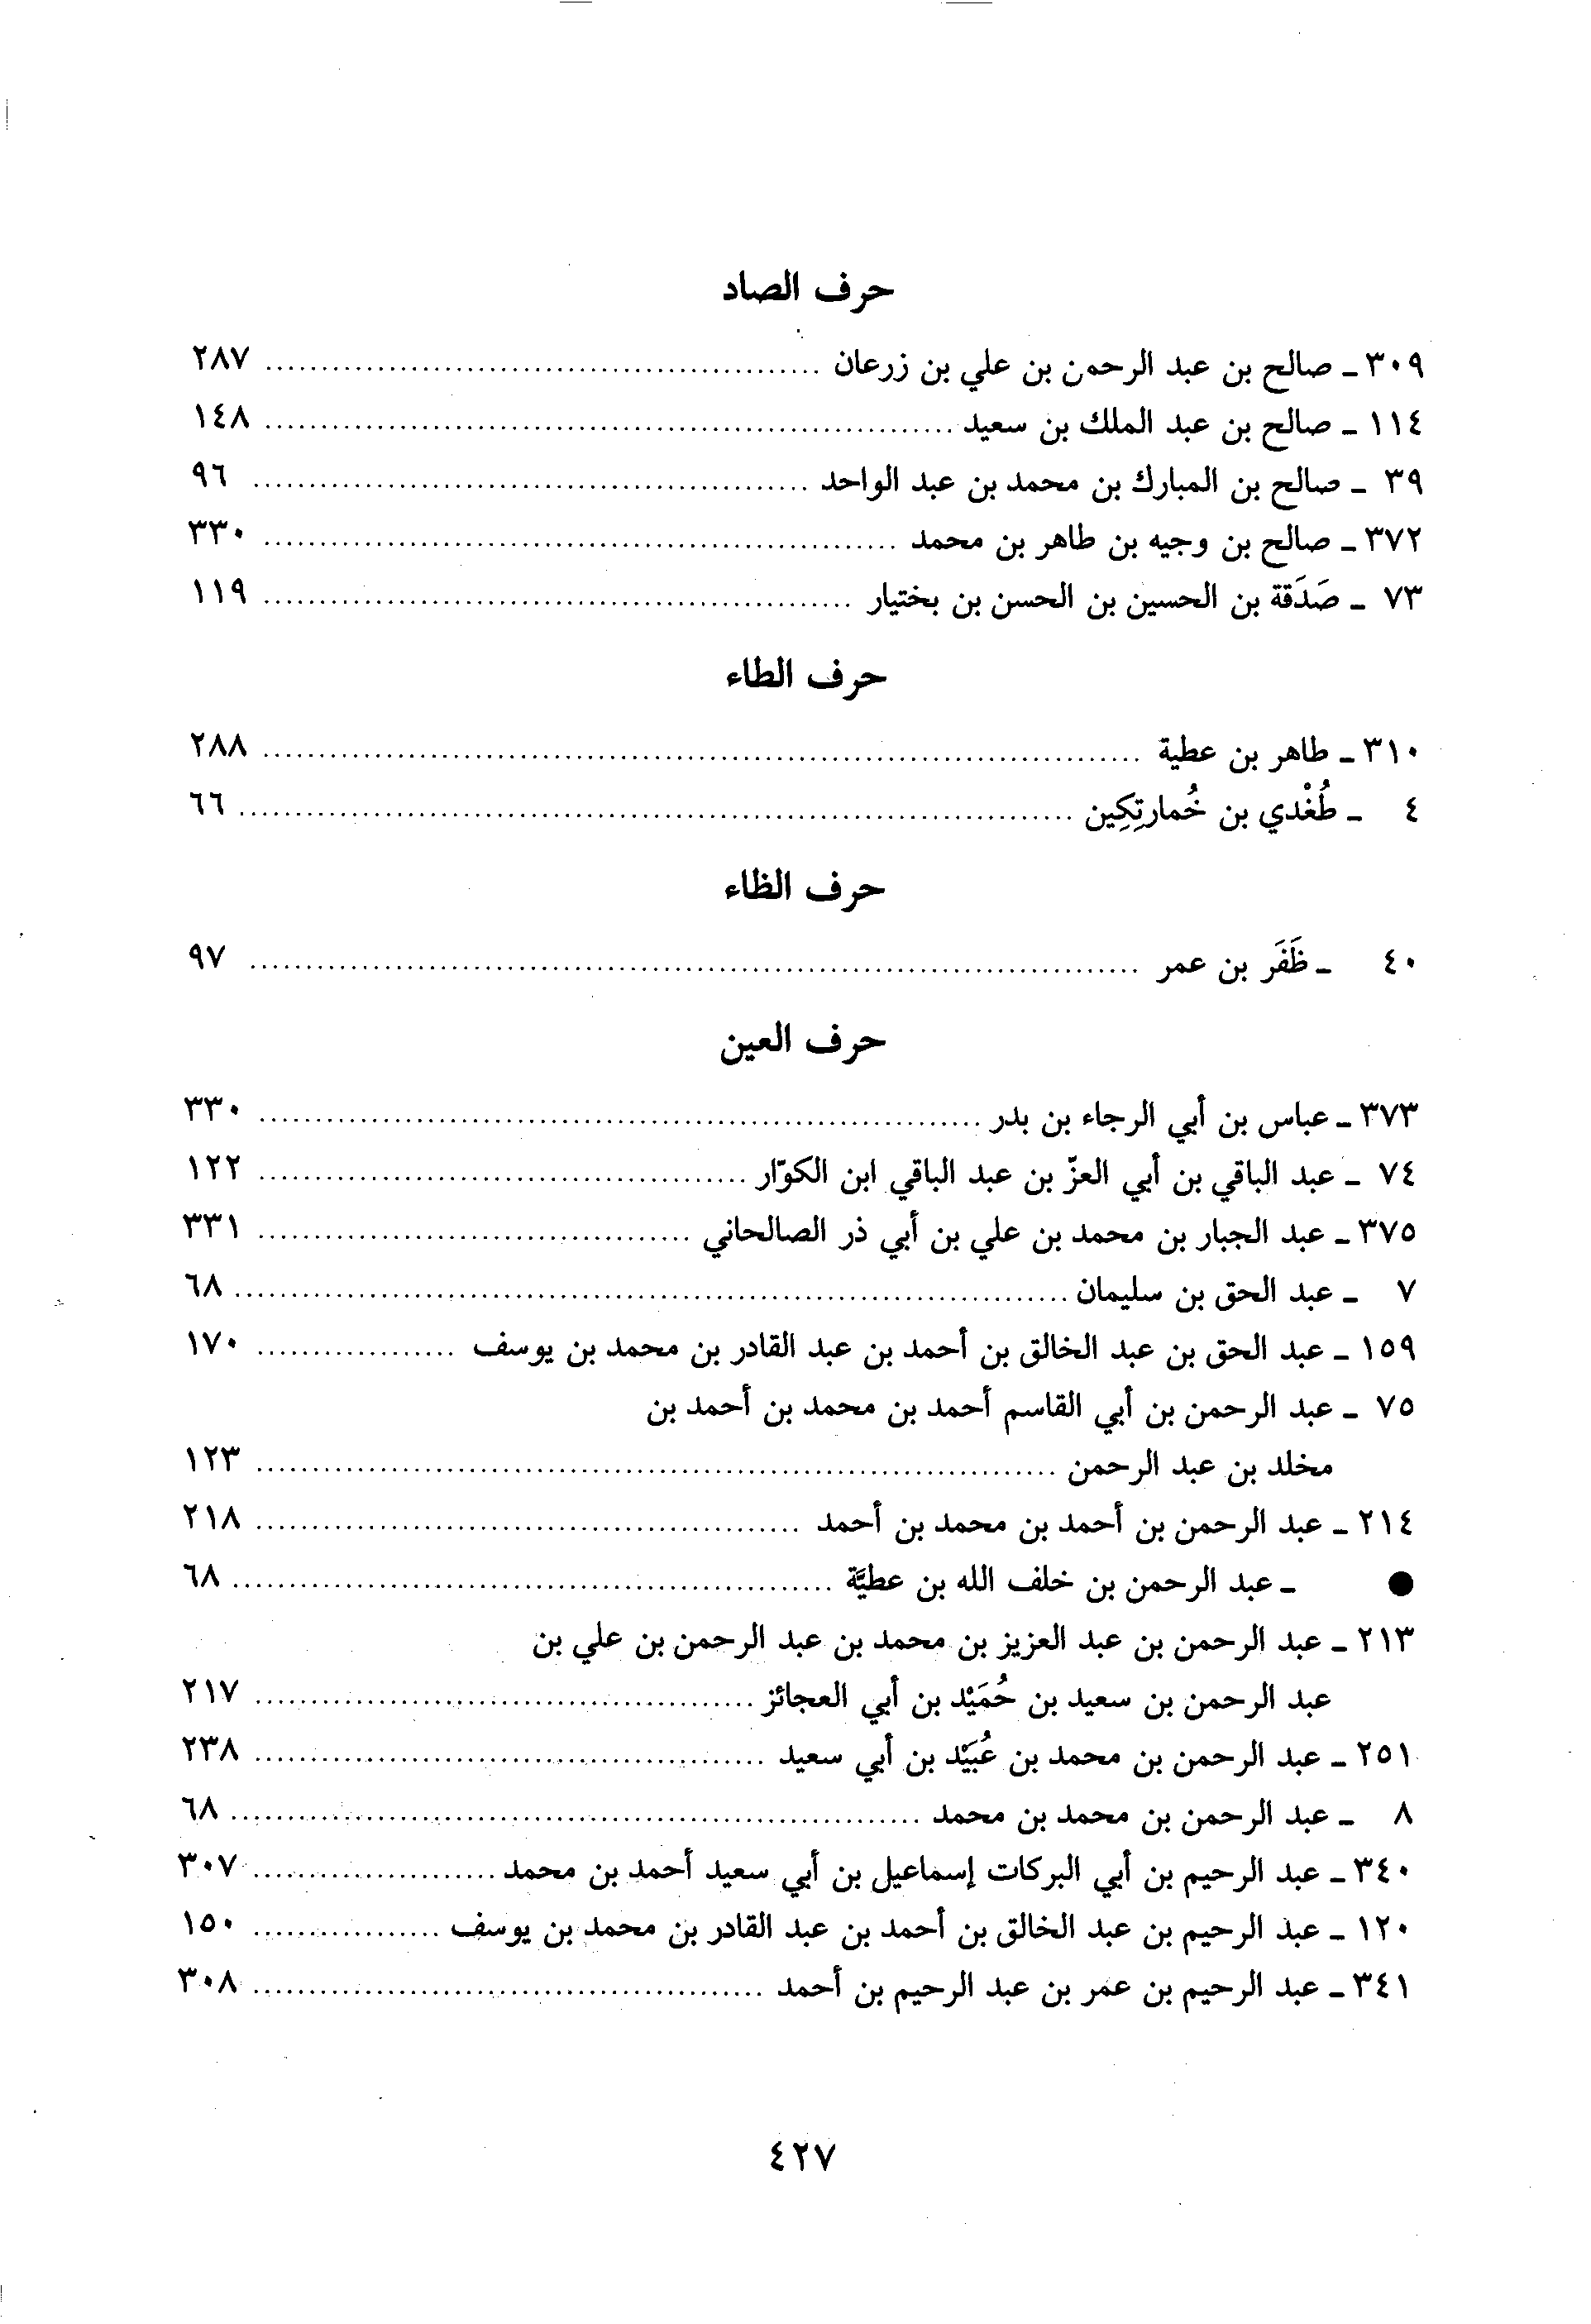 حرف الصاد
٣٠٩ ـ صالح بن عبد الرحمن بن علي بن زرعان ........ ٢٨٧
١١٤ ـ صالح بن عبد الملك بن سعيد ........ ١٤٨
٣٩ ـ صالح بن المبارك بن محمد بن عبد الواحد ........ ٩٦
٣٧٢ ـ صالح بن وجيه بن طاهر بن محمد ........ ٣٣٠
٧٣ ـ صَدَقة بن الحسين بن الحسن بن بختيار ........ ١١٩
حرف الطاء
٣١٠ ـ طاهر بن عطية ........ ٢٨٨
٤ ـ طُغْدي بن خُمارتِكِين ........ ٦٦
حرف الظاء
٤٠ ـ ظَفَر بن عمر ........ ٩٧
حرف العين
٣٧٣ ـ عباس بن أبي الرجاء بن بدر ........ ٣٣٠
٧٤ ـ عبد الباقي بن أبي العزّ بن عبد الباقي ابن الكوّار ........ ١٢٢
٣٧٥ ـ عبد الجبار بن محمد بن علي بن أبي ذر الصالحاني ........ ٣٣١
٧ ـ عبد الحق بن سليمان ........ ٦٨
١٥٩ ـ عبد الحق بن عبد الخالق بن أحمد بن عبد القادر بن محمد بن يوسف ........ ١٧٠
٧٥ ـ عبد الرحمن بن أبي القاسم أحمد بن محمد بن أحمد بن
مخلد بن عبد الرحمن ........ ١٢٣
٢١٤ ـ عبد الرحمن بن أحمد بن محمد بن أحمد ........ ٢١٨
● ـ عبد الرحمن بن خلف الله بن عطيَّة ........ ٦٨
٢١٣ ـ عبد الرحمن بن عبد العزيز بن محمد بن عبد الرحمن بن علي بن
عبد الرحمن بن سعيد بن حُمَيْد بن أبي العجائز ........ ٢١٧
٢٥١ ـ عبد الرحمن بن محمد بن عُبَيْد بن أبي سعيد ........ ٢٣٨
٨ ـ عبد الرحمن بن محمد بن محمد ........ ٦٨
٣٤٠ ـ عبد الرحيم بن أبي البركات إسماعيل بن أبي سعيد أحمد بن محمد ........ ٣٠٧
١٢٠ ـ عبد الرحيم بن عبد الخالق بن أحمد بن عبد القادر بن محمد بن يوسف ........ ١٥٠
٣٤١ ـ عبد الرحيم بن عمر بن عبد الرحيم بن أحمد ........ ٣٠٨
٤٢٧